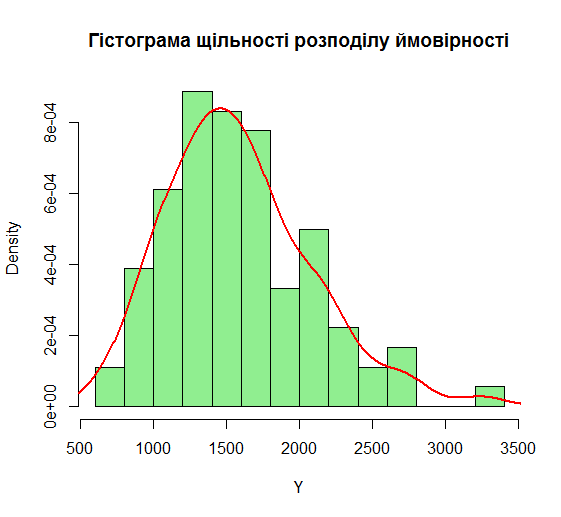 Гістограма щільності розподілу ймовірності
Density
0e+00
2e-04
4e-04
6e-04
8e-04
500 1000 1500 2000 2500 3000 3500
Y